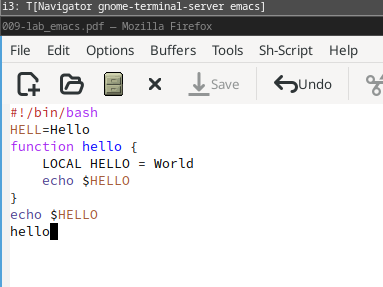 i3: T[Navigator gnome-terminal-server emacs]
009-lab_emacs.pdf - Mozilla Firefox
File Edit Options Buffers Tools Sh-Script Help
Save Undo
#!/bin/bash
HELL=Hello
function hello {
    LOCAL HELLO = World
    echo $HELLO
}
echo $HELLO
hello